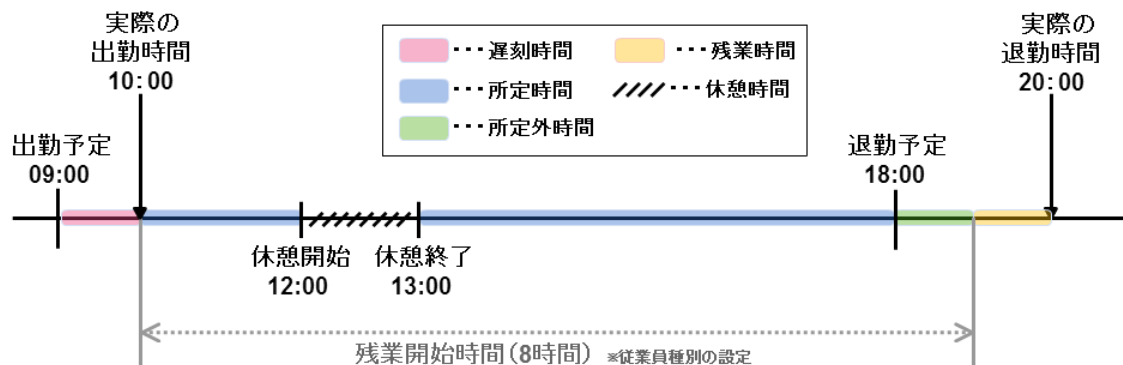 実際の
出勤時間
10:00
・・・遅刻時間
・・・残業時間
・・・所定時間
・・・休憩時間
・・・所定外時間
実際の
退勤時間
20:00
出勤予定
09:00
退勤予定
18:00
休憩開始
12:00
休憩終了
13:00
残業開始時間(8時間) ※従業員種別の設定